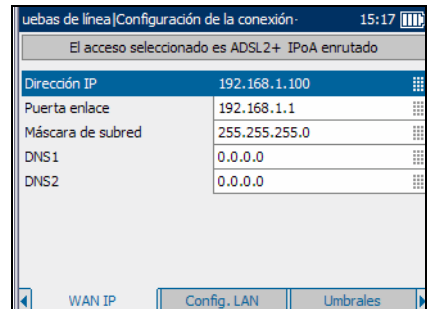 uebas de línea|Configuración de la conexión- 15:17
El acceso seleccionado es ADSL2+ IPoA enrutado
Dirección IP 192.168.1.100
Puerta enlace 192.168.1.1
Máscara de subred 255.255.255.0
DNS1 0.0.0.0
DNS2 0.0.0.0
WAN IP Config. LAN Umbrales